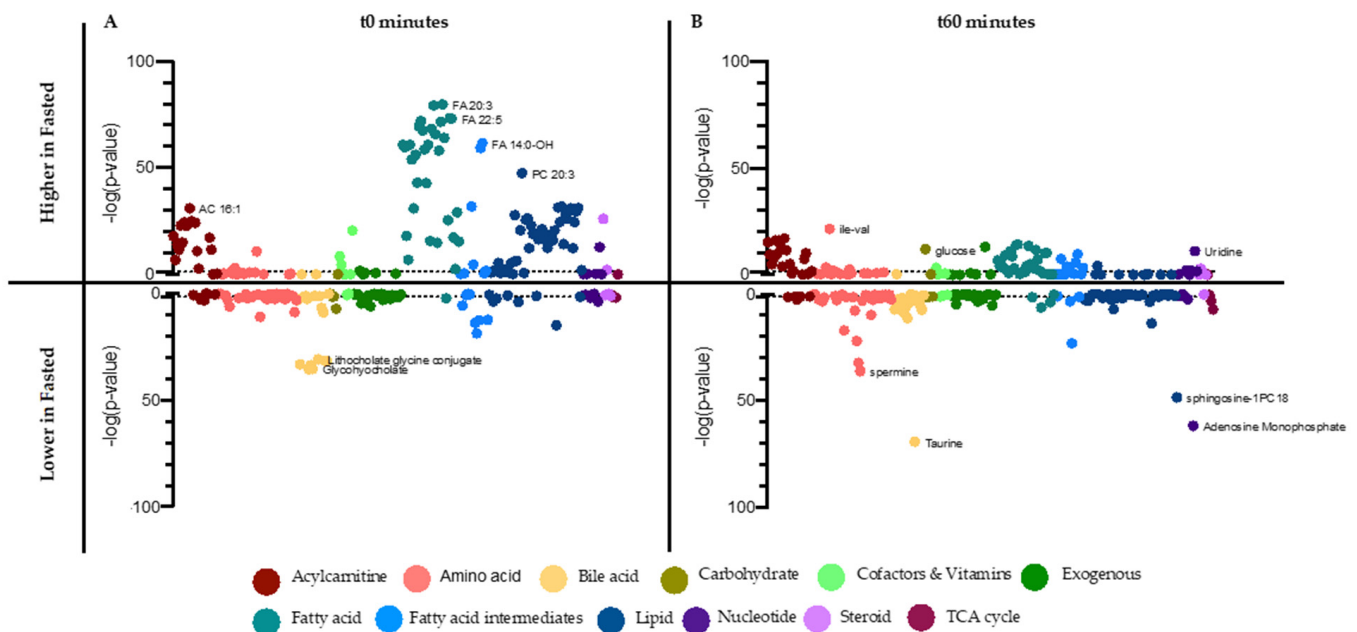 A
t0 minutes
B
t60 minutes
Higher in Fasted
-log(p-value)
100
50
0
FA 20:3
FA 22:5
FA 14:0-OH
PC 20:3
AC 16:1
-log(p-value)
100
50
0
ile-val
glucose
Uridine
Lower in Fasted
-log(p-value)
0
50
100
Lithocholate glycine conjugate
Glycohyocholate
-log(p-value)
0
50
100
spermine
sphingosine-1PC18
Adenosine Monophosphate
Taurine
Acylcarnitine
Amino acid
Bile acid
Carbohydrate
Cofactors & Vitamins
Exogenous
Fatty acid
Fatty acid intermediates
Lipid
Nucleotide
Steroid
TCA cycle